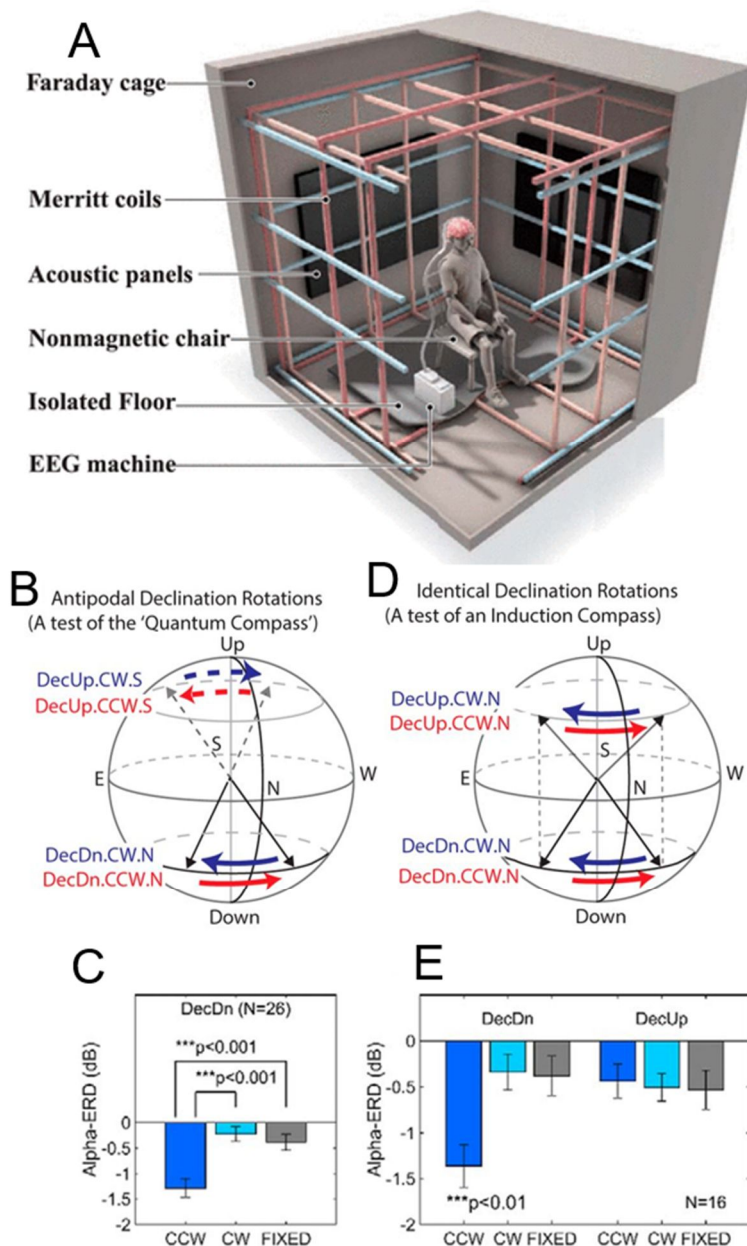 A
Faraday cage
Merritt coils
Acoustic panels
Nonmagnetic chair
Isolated Floor
EEG machine
B
Antipodal Declination Rotations
(A test of the 'Quantum Compass')
Up
DecUp.CW.S
DecUp.CCW.S
S
E
N
W
DecDn.CW.N
DecDn.CCW.N
Down
D
Identical Declination Rotations
(A test of an Induction Compass)
Up
DecUp.CW.N
DecUp.CCW.N
S
E
N
W
DecDn.CW.N
DecDn.CCW.N
Down
C
DecDn (N=26)
***p<0.001
***p<0.001
Alpha-ERD (dB)
0
-0.5
-1
-1.5
-2
CCW CW FIXED
E
DecDn DecUp
Alpha-ERD (dB)
0
-0.5
-1
-1.5
-2
***p<0.01 N=16
CCW CW FIXED CCW CW FIXED